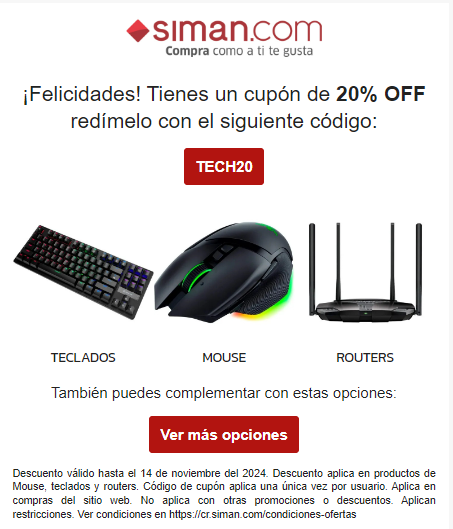 siman.com
Compra como a ti te gusta
¡Felicidades! Tienes un cupón de 20% OFF
redímelo con el siguiente código:
TECH20
TECLADOS MOUSE ROUTERS
También puedes complementar con estas opciones:
Ver más opciones
Descuento válido hasta el 14 de noviembre del 2024. Descuento aplica en productos de
Mouse, teclados y routers. Código de cupón aplica una única vez por usuario. Aplica en
compras del sitio web. No aplica con otras promociones o descuentos. Aplican
restricciones. Ver condiciones en https://cr.siman.com/condiciones-ofertas